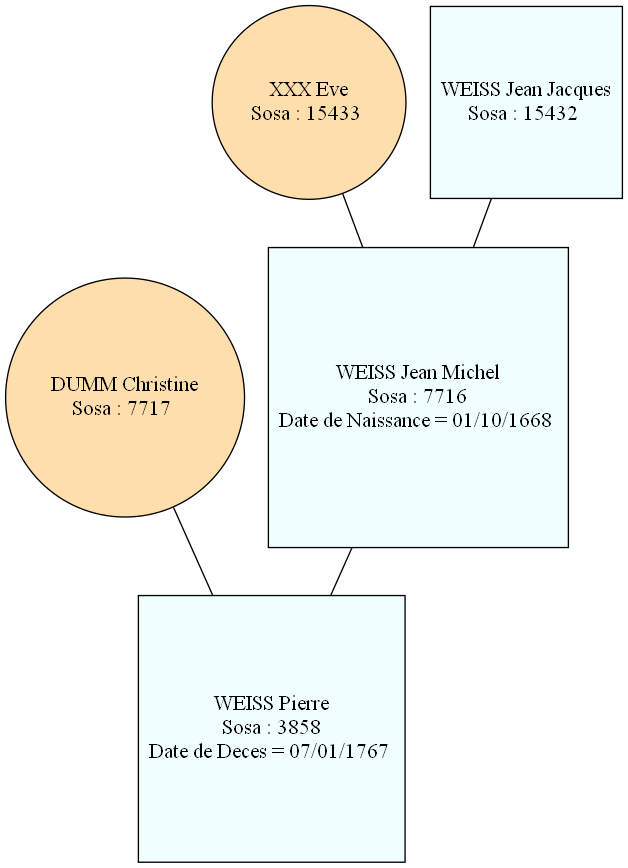 XXX Eve
Sosa : 15433
WEISS Jean Jacques
Sosa : 15432
DUMM Christine
Sosa : 7717
WEISS Jean Michel
Sosa : 7716
Date de Naissance = 01/10/1668
WEISS Pierre
Sosa : 3858
Date de Deces = 07/01/1767